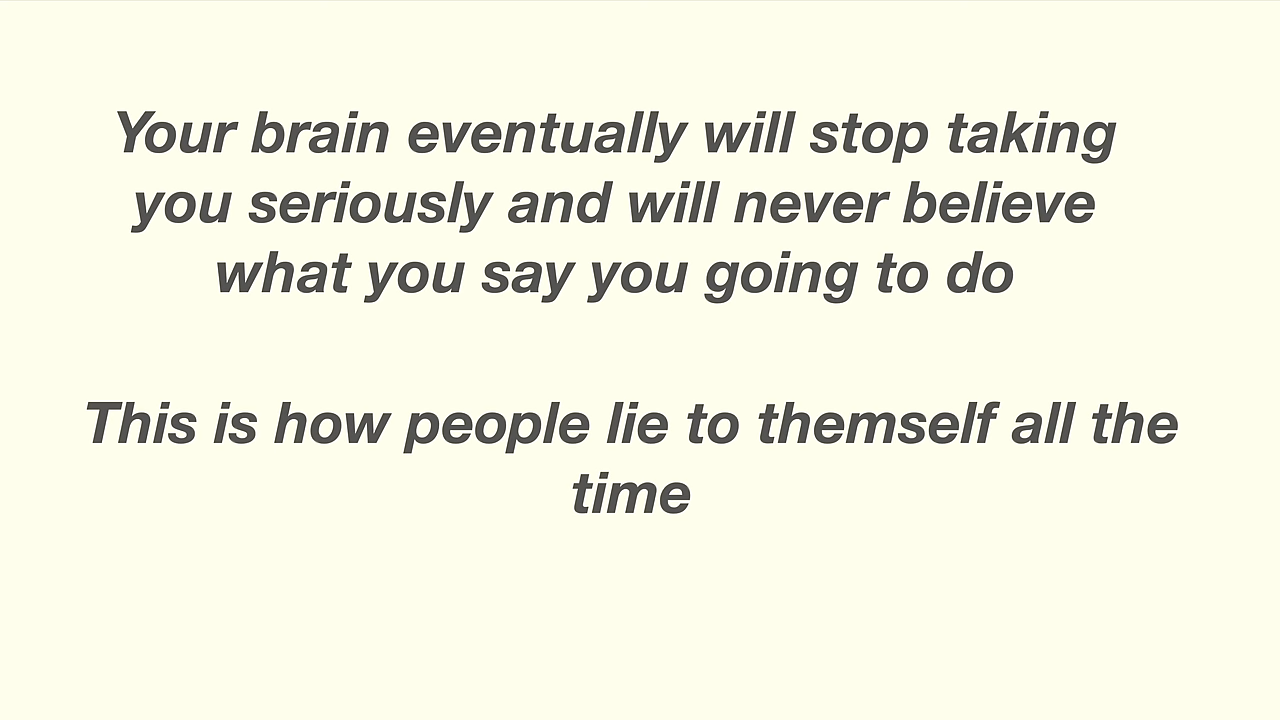 Your brain eventually will stop taking
you seriously and will never believe
what you say you going to do
This is how people lie to themself all the
time